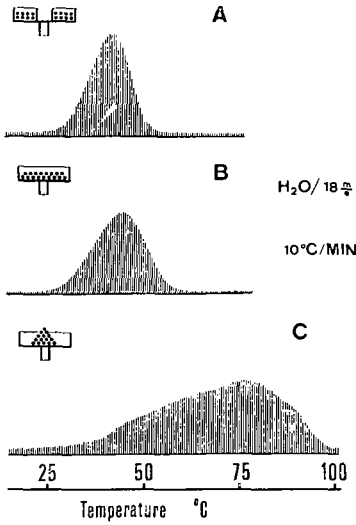 A
B
H₂O/18 m/e
10°C/MIN
C
25 50 75 100
Temperature °C